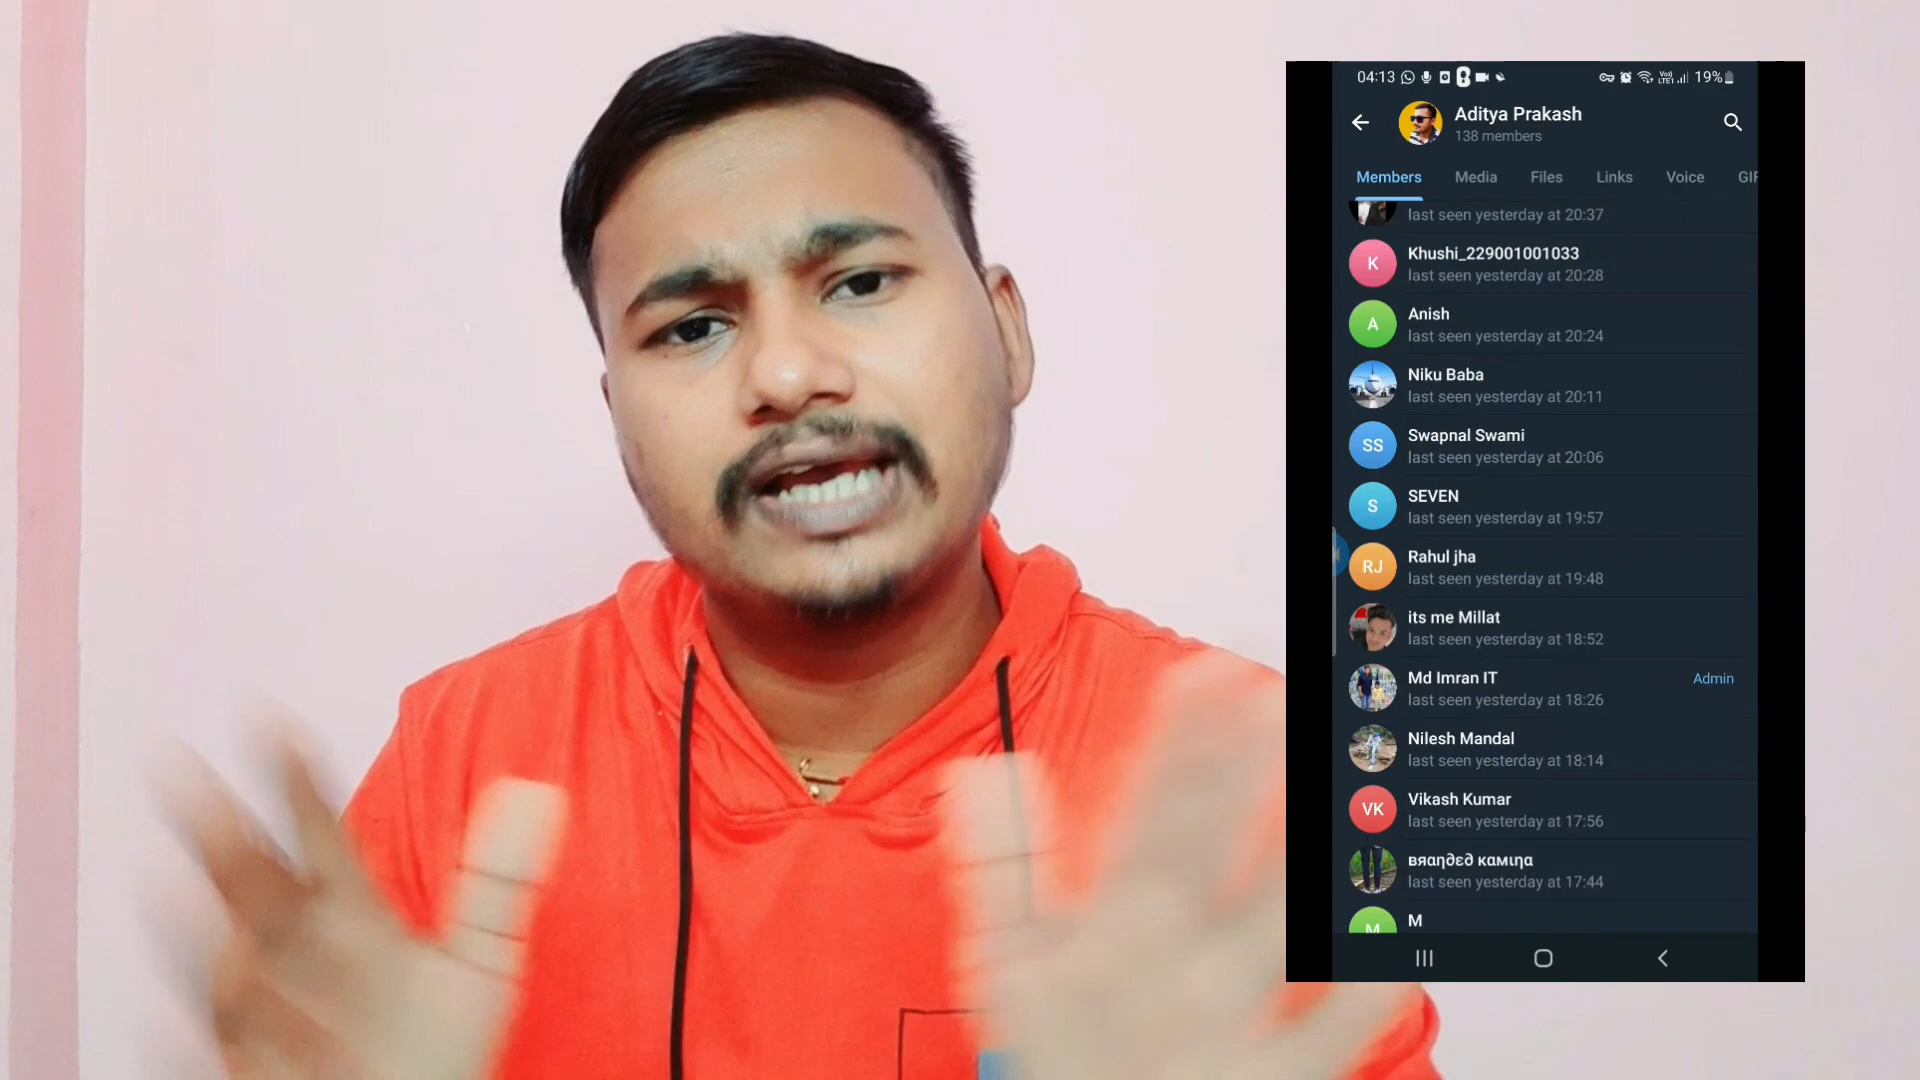 04:13
VoLTE1
19%
Aditya Prakash
138 members
Members Media Files Links Voice GIF
last seen yesterday at 20:37
K
Khushi_229001001033
last seen yesterday at 20:28
A
Anish
last seen yesterday at 20:24
Niku Baba
last seen yesterday at 20:11
SS
Swapnal Swami
last seen yesterday at 20:06
S
SEVEN
last seen yesterday at 19:57
RJ
Rahul jha
last seen yesterday at 19:48
its me Millat
last seen yesterday at 18:52
Md Imran IT
Admin
last seen yesterday at 18:26
Nilesh Mandal
last seen yesterday at 18:14
VK
Vikash Kumar
last seen yesterday at 17:56
вяαη∂ε∂ кαмιηα
last seen yesterday at 17:44
M
M